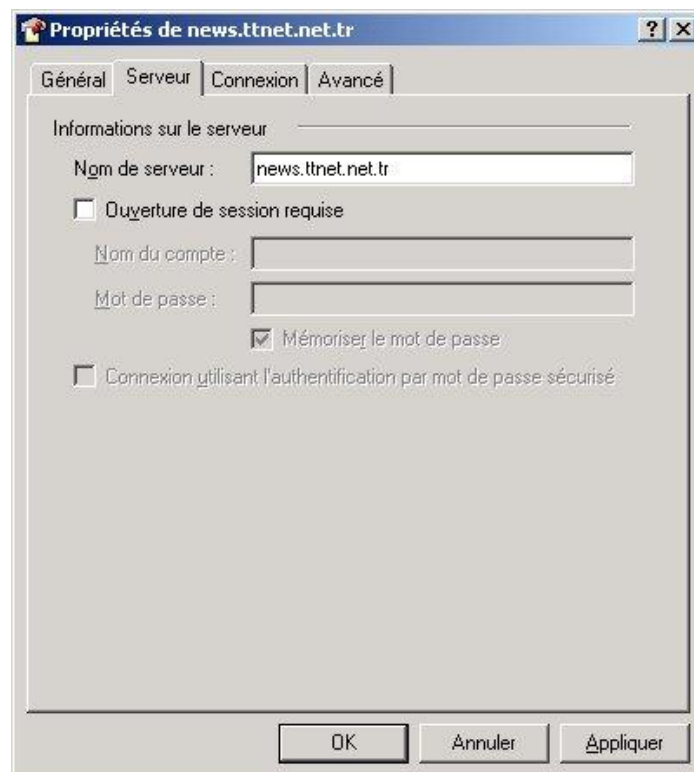 Propriétés de news.ttnet.net.tr
Général Serveur Connexion Avancé
Informations sur le serveur
Nom de serveur : news.ttnet.net.tr
Ouverture de session requise
Nom du compte :
Mot de passe :
Mémoriser le mot de passe
Connexion utilisant l'authentification par mot de passe sécurisé
OK Annuler Appliquer